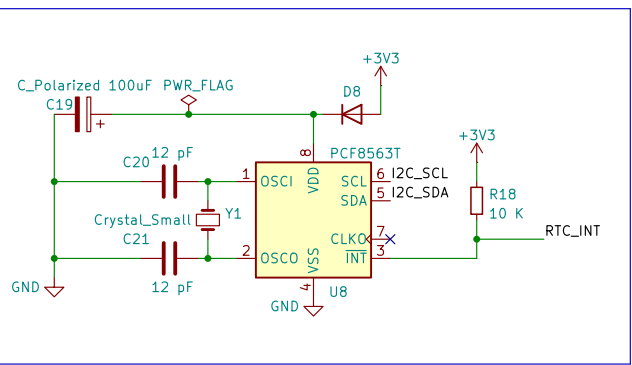 +3V3
C_Polarized 100uF PWR_FLAG
C19
+
D8
+3V3
8
PCF8563T
12 pF
C20
1
OSCI
VDD
SCL
6
I2C_SCL
SDA
5
I2C_SDA
R18
10 K
Crystal_Small
Y1
C21
CLKO
7
RTC_INT
2
OSCO
VSS
INT
3
12 pF
GND
4
U8
GND